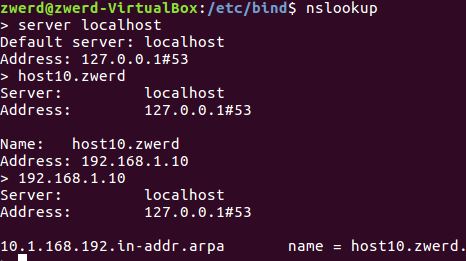 zwerd@zwerd-VirtualBox:/etc/bind$ nslookup
> server localhost
Default server: localhost
Address: 127.0.0.1#53
> host10.zwerd
Server:         localhost
Address:        127.0.0.1#53

Name:   host10.zwerd
Address: 192.168.1.10
> 192.168.1.10
Server:         localhost
Address:        127.0.0.1#53

10.1.168.192.in-addr.arpa       name = host10.zwerd.
>